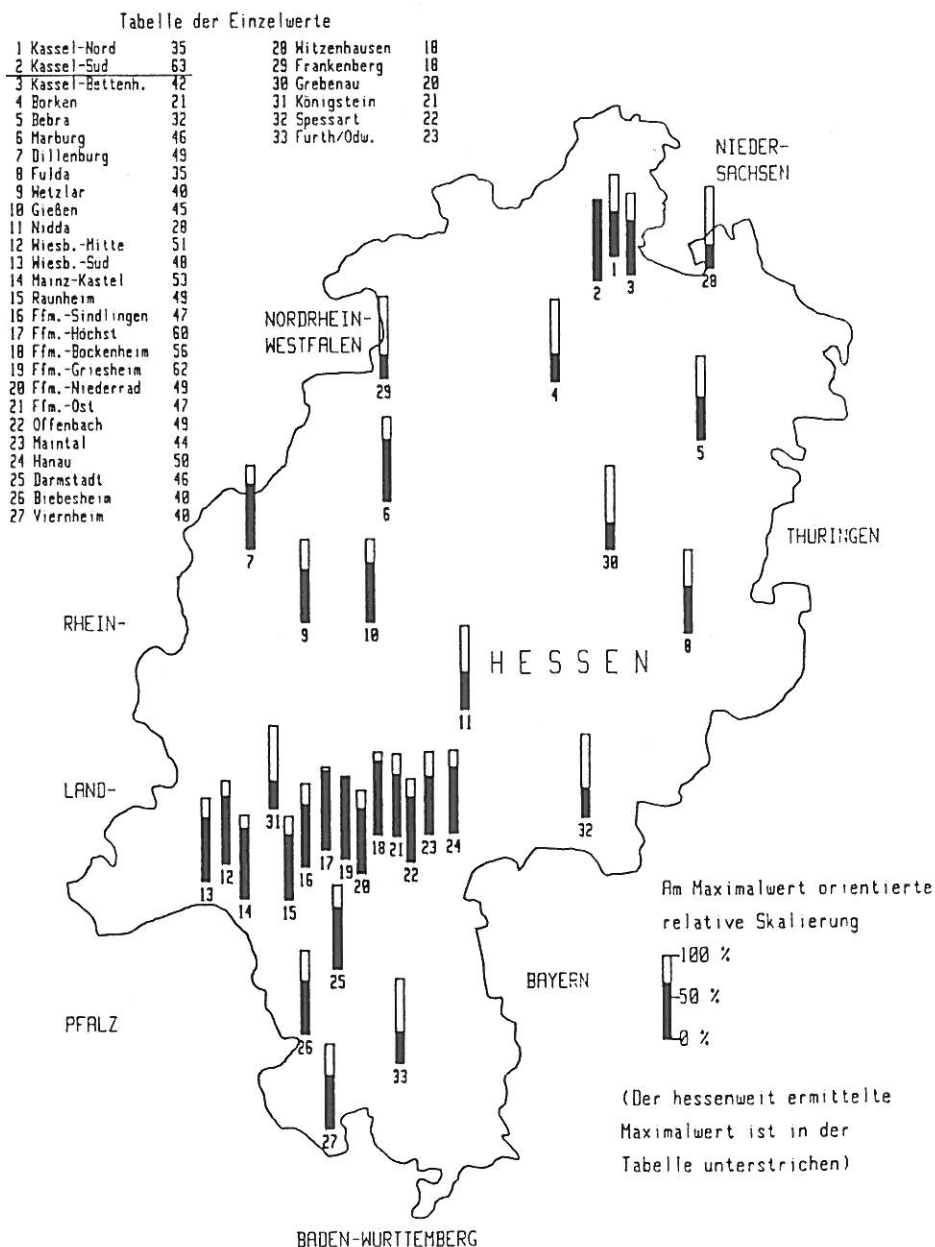 Tabelle der Einzelwerte
1 Kassel-Nord 35
2 Kassel-Sud 63
3 Kassel-Bettenh. 42
4 Borken 21
5 Bebra 32
6 Marburg 46
7 Dillenburg 49
8 Fulda 35
9 Wetzlar 40
10 Gießen 45
11 Nidda 28
12 Wiesb.-Mitte 51
13 Wiesb.-Sud 48
14 Mainz-Kastel 53
15 Raunheim 49
16 Ffm.-Sindlingen 47
17 Ffm.-Höchst 60
18 Ffm.-Bockenheim 56
19 Ffm.-Griesheim 62
20 Ffm.-Niederrad 49
21 Ffm.-Ost 47
22 Offenbach 49
23 Maintal 44
24 Hanau 50
25 Darmstadt 46
26 Biebesheim 40
27 Viernheim 40
28 Witzenhausen 18
29 Frankenberg 18
30 Grebenau 20
31 Königstein 21
32 Spessart 22
33 Furth/Odw. 23
NIEDER-
SACHSEN
2
1
3
28
NORDRHEIN-
WESTFALEN
29
4
5
6
7
30
THURINGEN
9
10
8
RHEIN-
HESSEN
11
LAND-
31
32
13
12
14
15
16
17
19
20
18
21
22
23
24
25
26
33
27
PFALZ
BAYERN
BADEN-WURTTEMBERG
Am Maximalwert orientierte
relative Skalierung
100 %
50 %
0 %
(Der hessenweit ermittelte
Maximalwert ist in der
Tabelle unterstrichen)